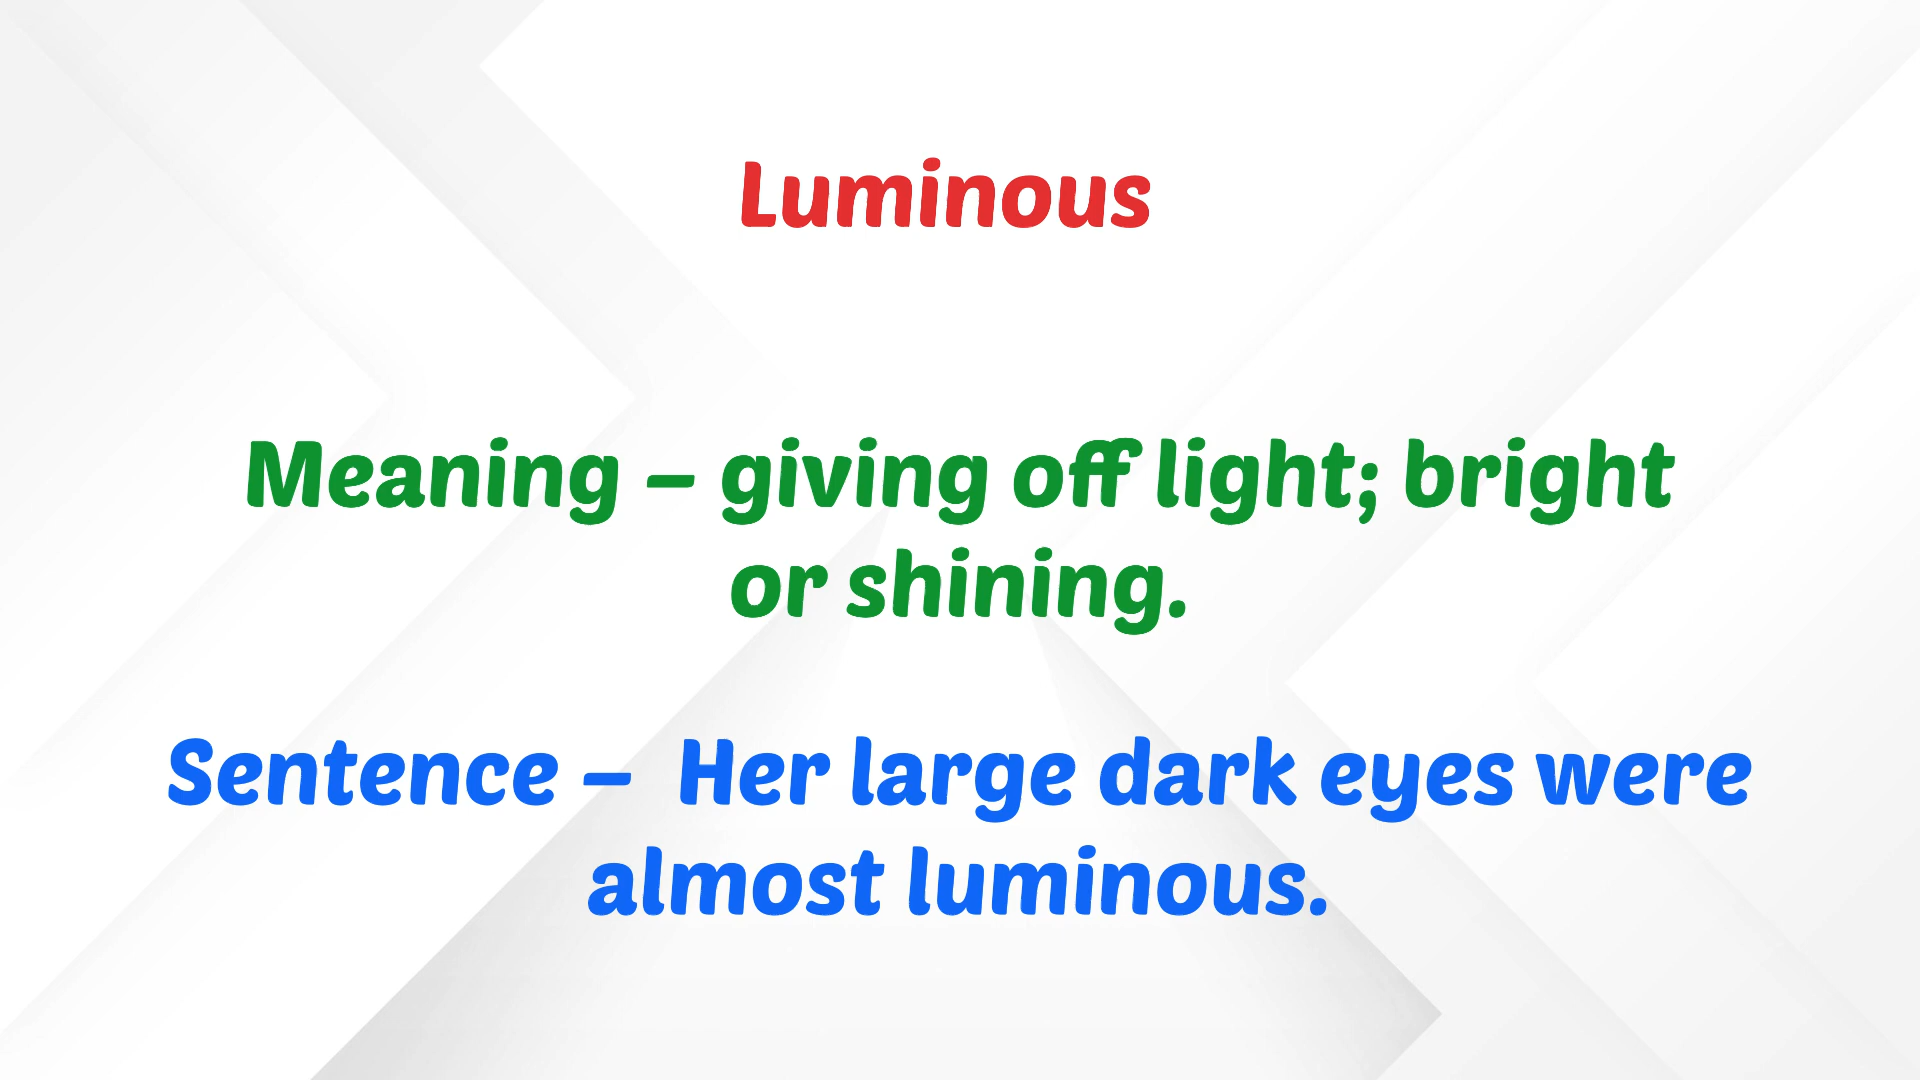 Luminous
Meaning – giving off light; bright
or shining.
Sentence –  Her large dark eyes were
almost luminous.